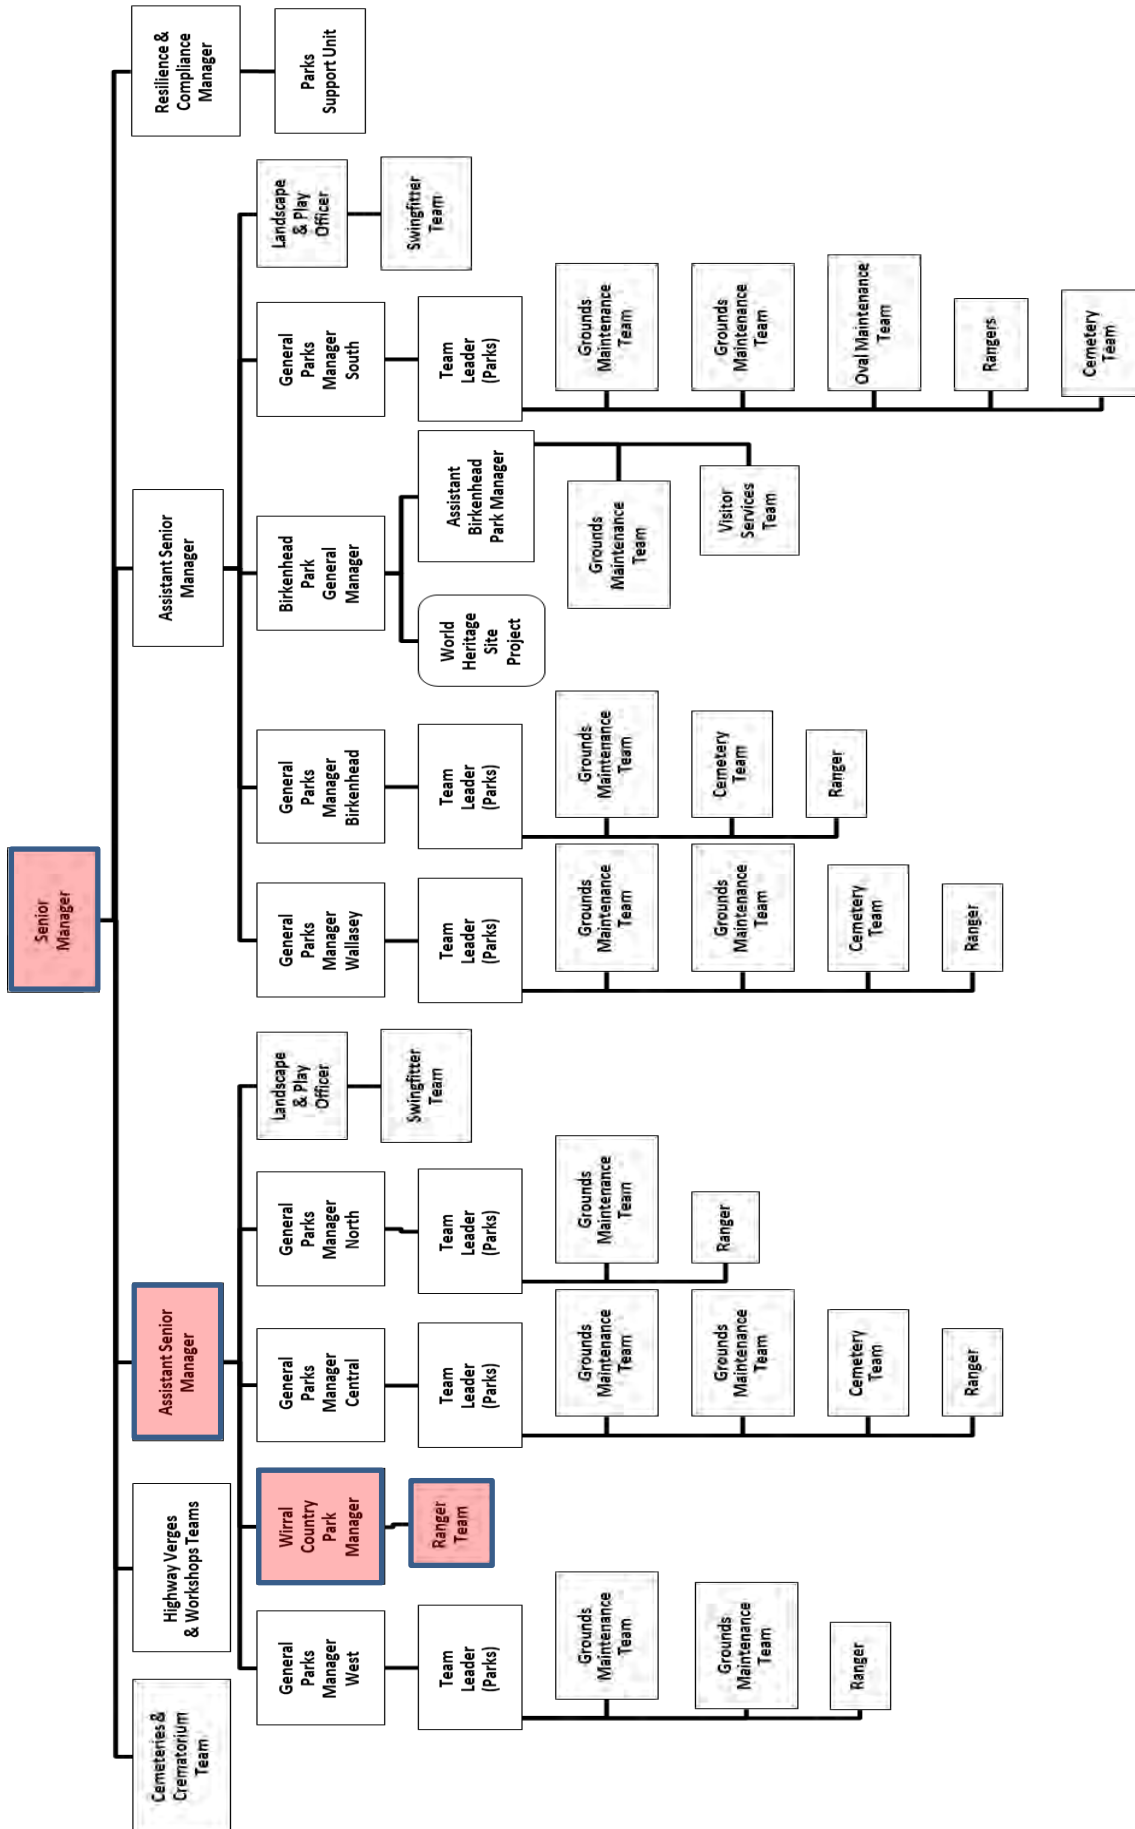 Senior
Manager
Cemeteries &
Crematorium
Team
Highway Verges
& Workshops Teams
Assistant Senior
Manager
Assistant Senior
Manager
Resilience &
Compliance
Manager
General
Parks
Manager
West
Wirral
Country
Park
Manager
General
Parks
Manager
Central
General
Parks
Manager
North
Landscape
& Play
Officer
General
Parks
Manager
Wallasey
General
Parks
Manager
Birkenhead
Birkenhead
Park
General
Manager
General
Parks
Manager
South
Landscape
& Play
Officer
Parks
Support Unit
Team
Leader
(Parks)
Ranger
Team
Team
Leader
(Parks)
Team
Leader
(Parks)
Swingfitter
Team
Team
Leader
(Parks)
Team
Leader
(Parks)
World
Heritage
Site
Project
Assistant
Birkenhead
Park Manager
Team
Leader
(Parks)
Swingfitter
Team
Grounds
Maintenance
Team
Grounds
Maintenance
Team
Ranger
Grounds
Maintenance
Team
Grounds
Maintenance
Team
Cemetery
Team
Ranger
Grounds
Maintenance
Team
Ranger
Grounds
Maintenance
Team
Grounds
Maintenance
Team
Cemetery
Team
Ranger
Grounds
Maintenance
Team
Cemetery
Team
Ranger
Grounds
Maintenance
Team
Visitor
Services
Team
Grounds
Maintenance
Team
Grounds
Maintenance
Team
Oval Maintenance
Team
Rangers
Cemetery
Team